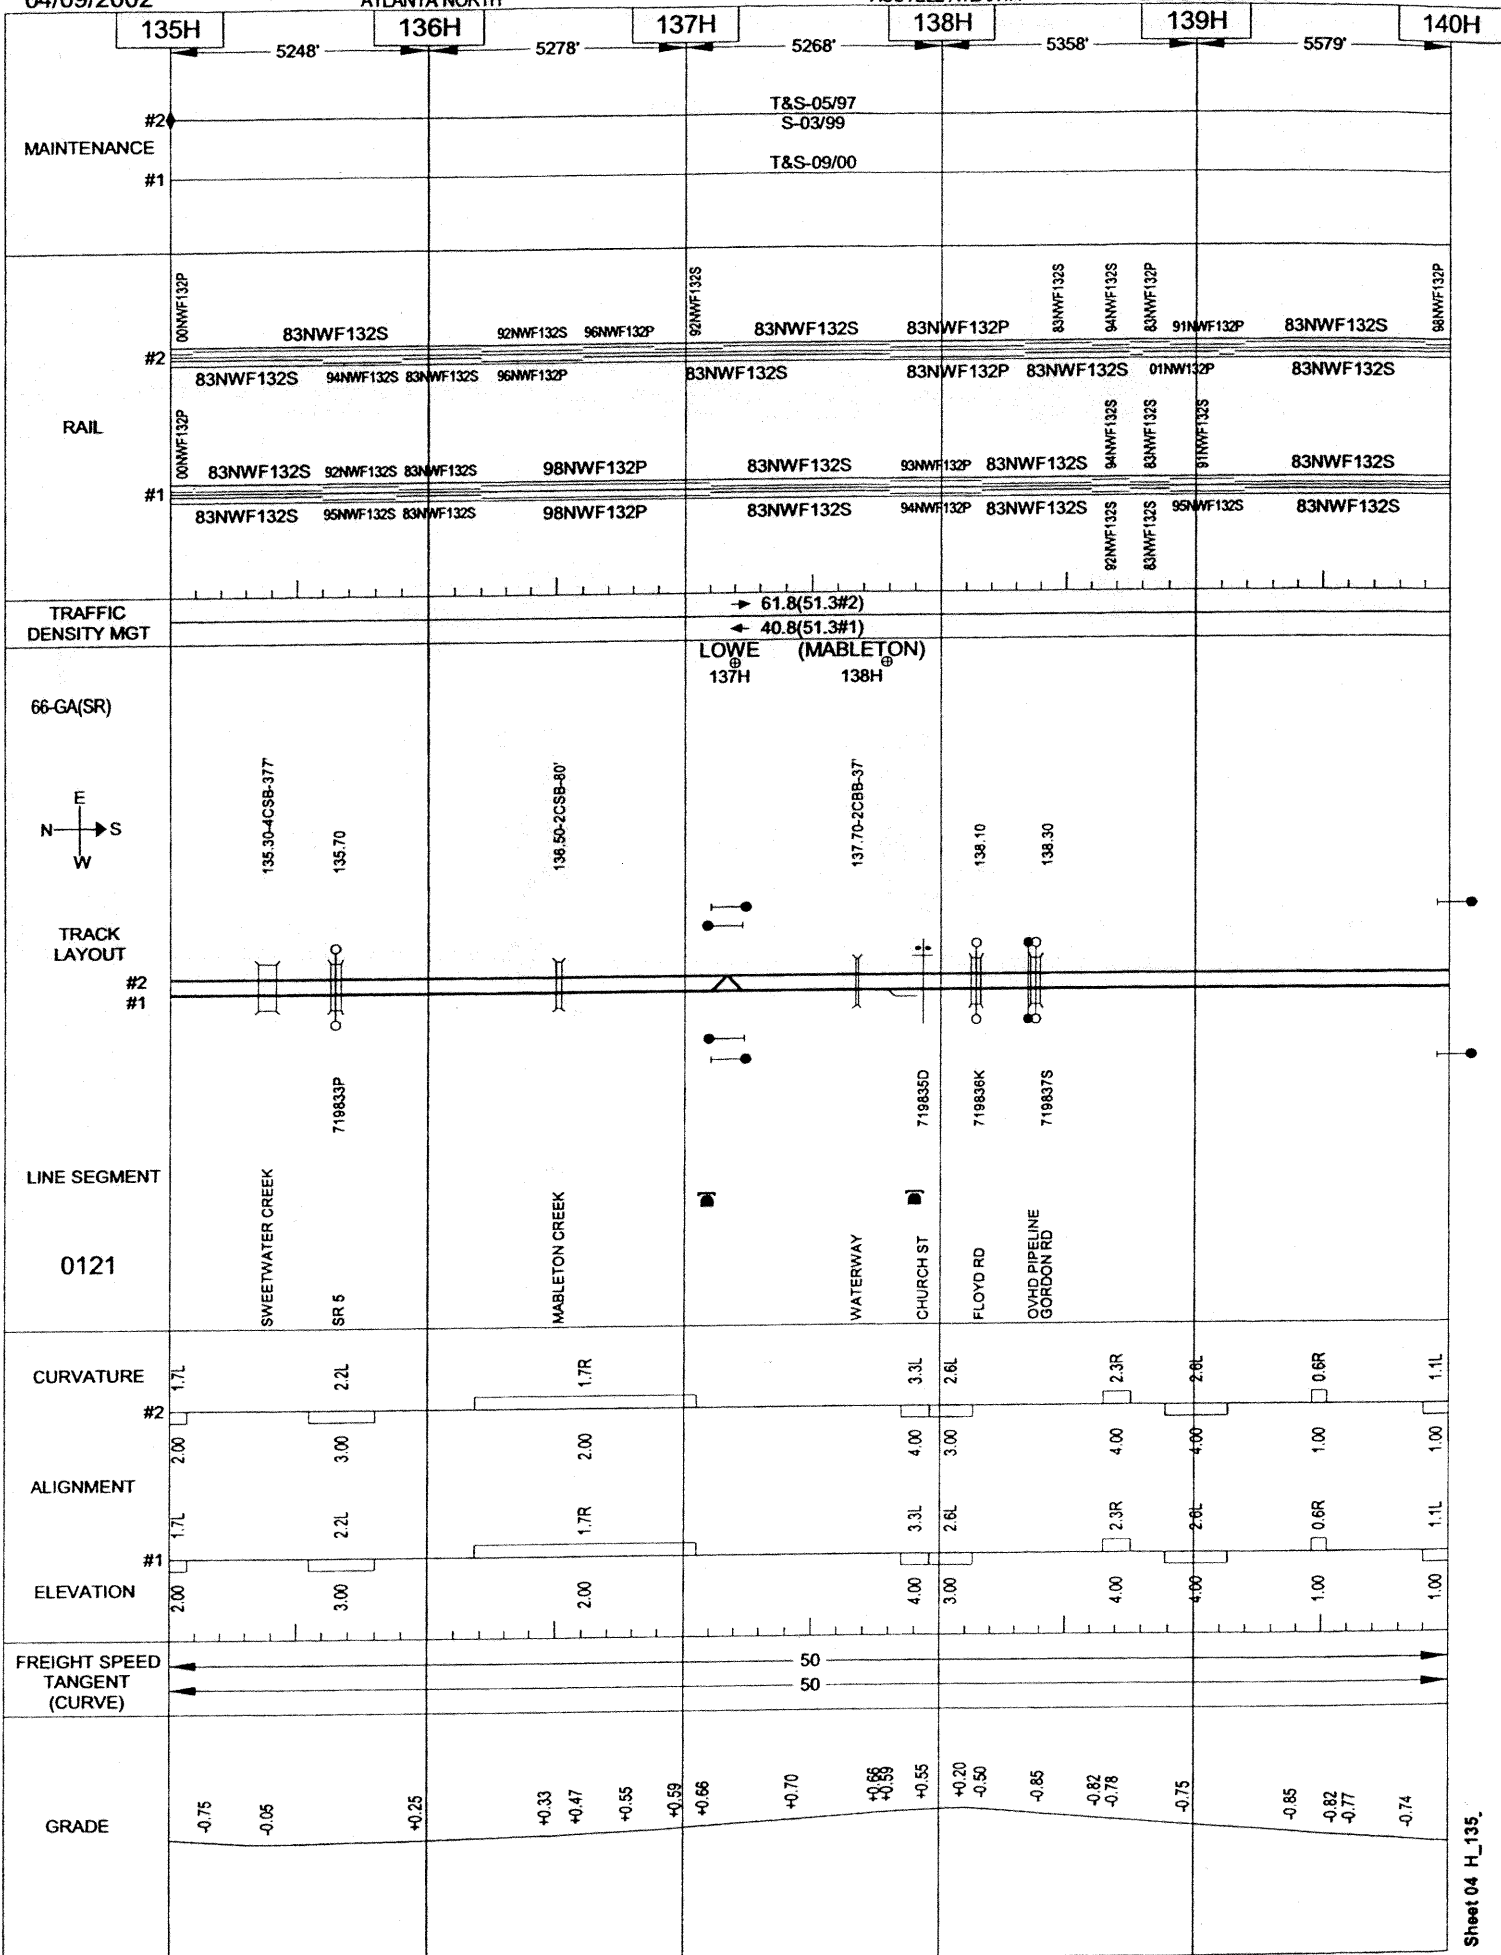 04/09/2002
ATLANTA NORTH
135H 136H 137H 138H 139H 140H
5248' 5278' 5268' 5358' 5579'
MAINTENANCE
#2
T&S-05/97
S-03/99
#1
T&S-09/00
RAIL
00NWF132P 92NWF132S 83NWF132S 94NWF132S 83NWF132P 98NWF132P
83NWF132S 92NWF132S 96NWF132P 83NWF132S 83NWF132P 91NWF132P 83NWF132S
#2
83NWF132S 94NWF132S 83NWF132S 96NWF132P 83NWF132S 83NWF132P 83NWF132S 01NW132P 83NWF132S
00NWF132P 94NWF132S 83NWF132S 91NWF132S
83NWF132S 92NWF132S 83NWF132S 98NWF132P 83NWF132S 93NWF132P 83NWF132S 83NWF132S
#1
83NWF132S 95NWF132S 83NWF132S 98NWF132P 83NWF132S 94NWF132P 83NWF132S 95NWF132S 83NWF132S
92NWF132S 83NWF132S
TRAFFIC
DENSITY MGT
61.8(51.3#2)
40.8(51.3#1)
LOWE (MABLETON)
137H 138H
66-GA(SR)
E
N S
W
135.30-4CSB-377'
135.70
136.50-2CSB-80'
137.70-2CBB-37'
138.10
138.30
TRACK
LAYOUT
#2
#1
719833P
719835D
719836K
719837S
LINE SEGMENT
0121
SWEETWATER CREEK
SR 5
MABLETON CREEK
WATERWAY
CHURCH ST
FLOYD RD
OVHD PIPELINE
GORDON RD
CURVATURE
1.7L 2.2L 1.7R 3.3L 2.6L 2.3R 2.6L 0.6R 1.1L
#2
2.00 3.00 2.00 4.00 3.00 4.00 4.00 1.00 1.00
ALIGNMENT
1.7L 2.2L 1.7R 3.3L 2.6L 2.3R 2.6L 0.6R 1.1L
#1
ELEVATION
2.00 3.00 2.00 4.00 3.00 4.00 4.00 1.00 1.00
FREIGHT SPEED
TANGENT
(CURVE)
50
50
GRADE
-0.75 -0.05 +0.25 +0.33 +0.47 +0.55 +0.59 +0.66 +0.70 +0.66 +0.59 +0.55 +0.20 -0.50 -0.85 -0.82 -0.78 -0.75 -0.85 -0.82 -0.77 -0.74
Sheet 04 H_135_